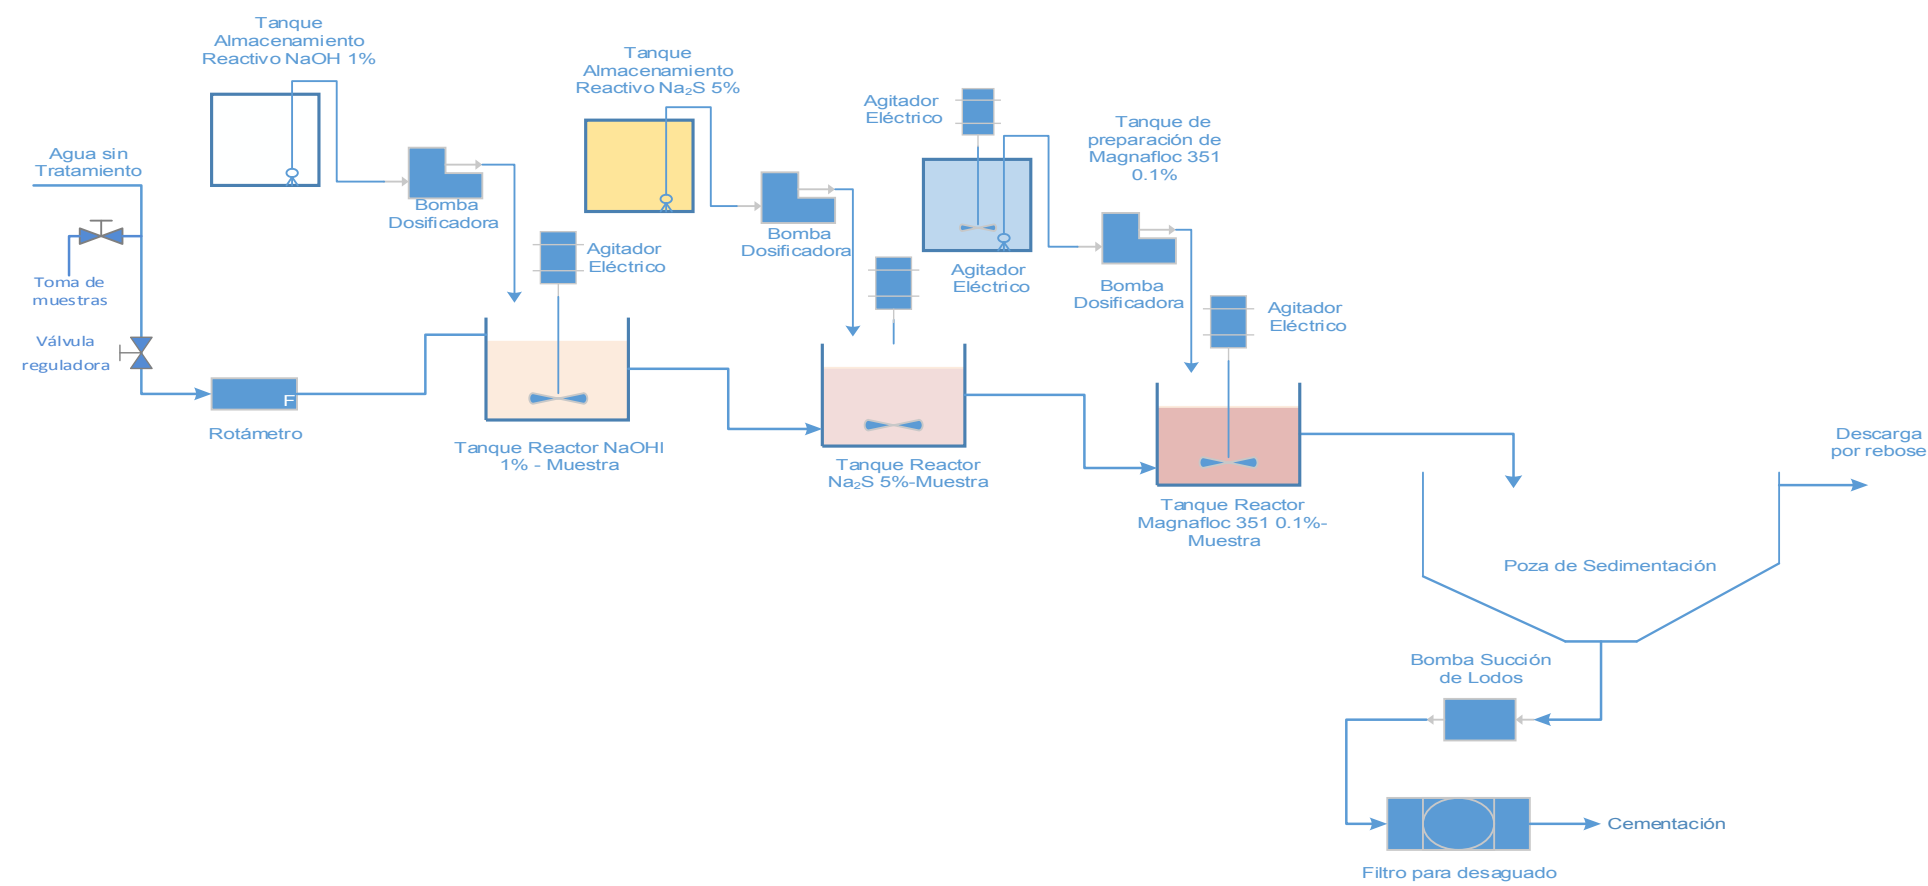 Tanque
Almacenamiento
Reactivo NaOH 1%
Tanque
Almacenamiento
Reactivo Na₂S 5%
Agitador
Eléctrico
Tanque de
preparación de
Magnafloc 351
0.1%
Agua sin
Tratamiento
Bomba
Dosificadora
Bomba
Dosificadora
Agitador
Eléctrico
Agitador
Eléctrico
Bomba
Dosificadora
Toma de
muestras
Agitador
Eléctrico
Válvula
reguladora
F
Rotámetro
Tanque Reactor NaOHI
1% - Muestra
Tanque Reactor
Na₂S 5%-Muestra
Tanque Reactor
Magnafloc 351 0.1%-
Muestra
Descarga
por rebose
Poza de Sedimentación
Bomba Succión
de Lodos
Cementación
Filtro para desaguado